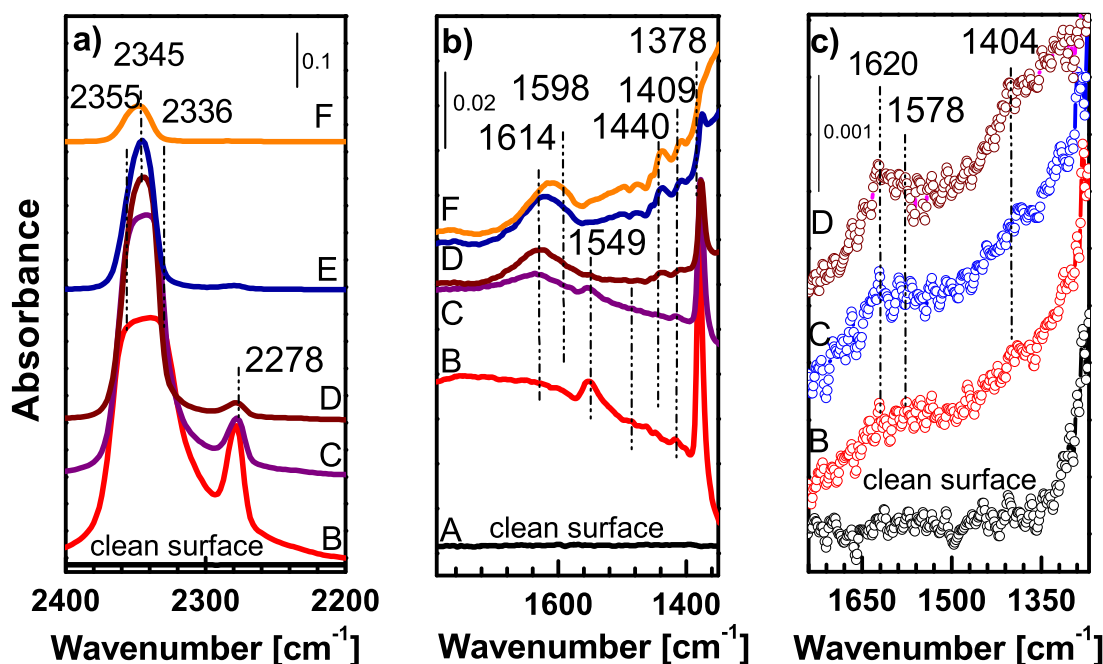 Absorbance
a)
2345
0.1
2355
2336
F
E
2278
D
C
B
clean surface
2400
2300
2200
Wavenumber [cm⁻¹]
b)
1378
0.02
1598
1409
1614
1440
F
1549
D
C
B
A
clean surface
1600
1400
Wavenumber [cm⁻¹]
c)
1404
1620
1578
0.001
D
C
B
clean surface
1650
1500
1350
Wavenumber [cm⁻¹]